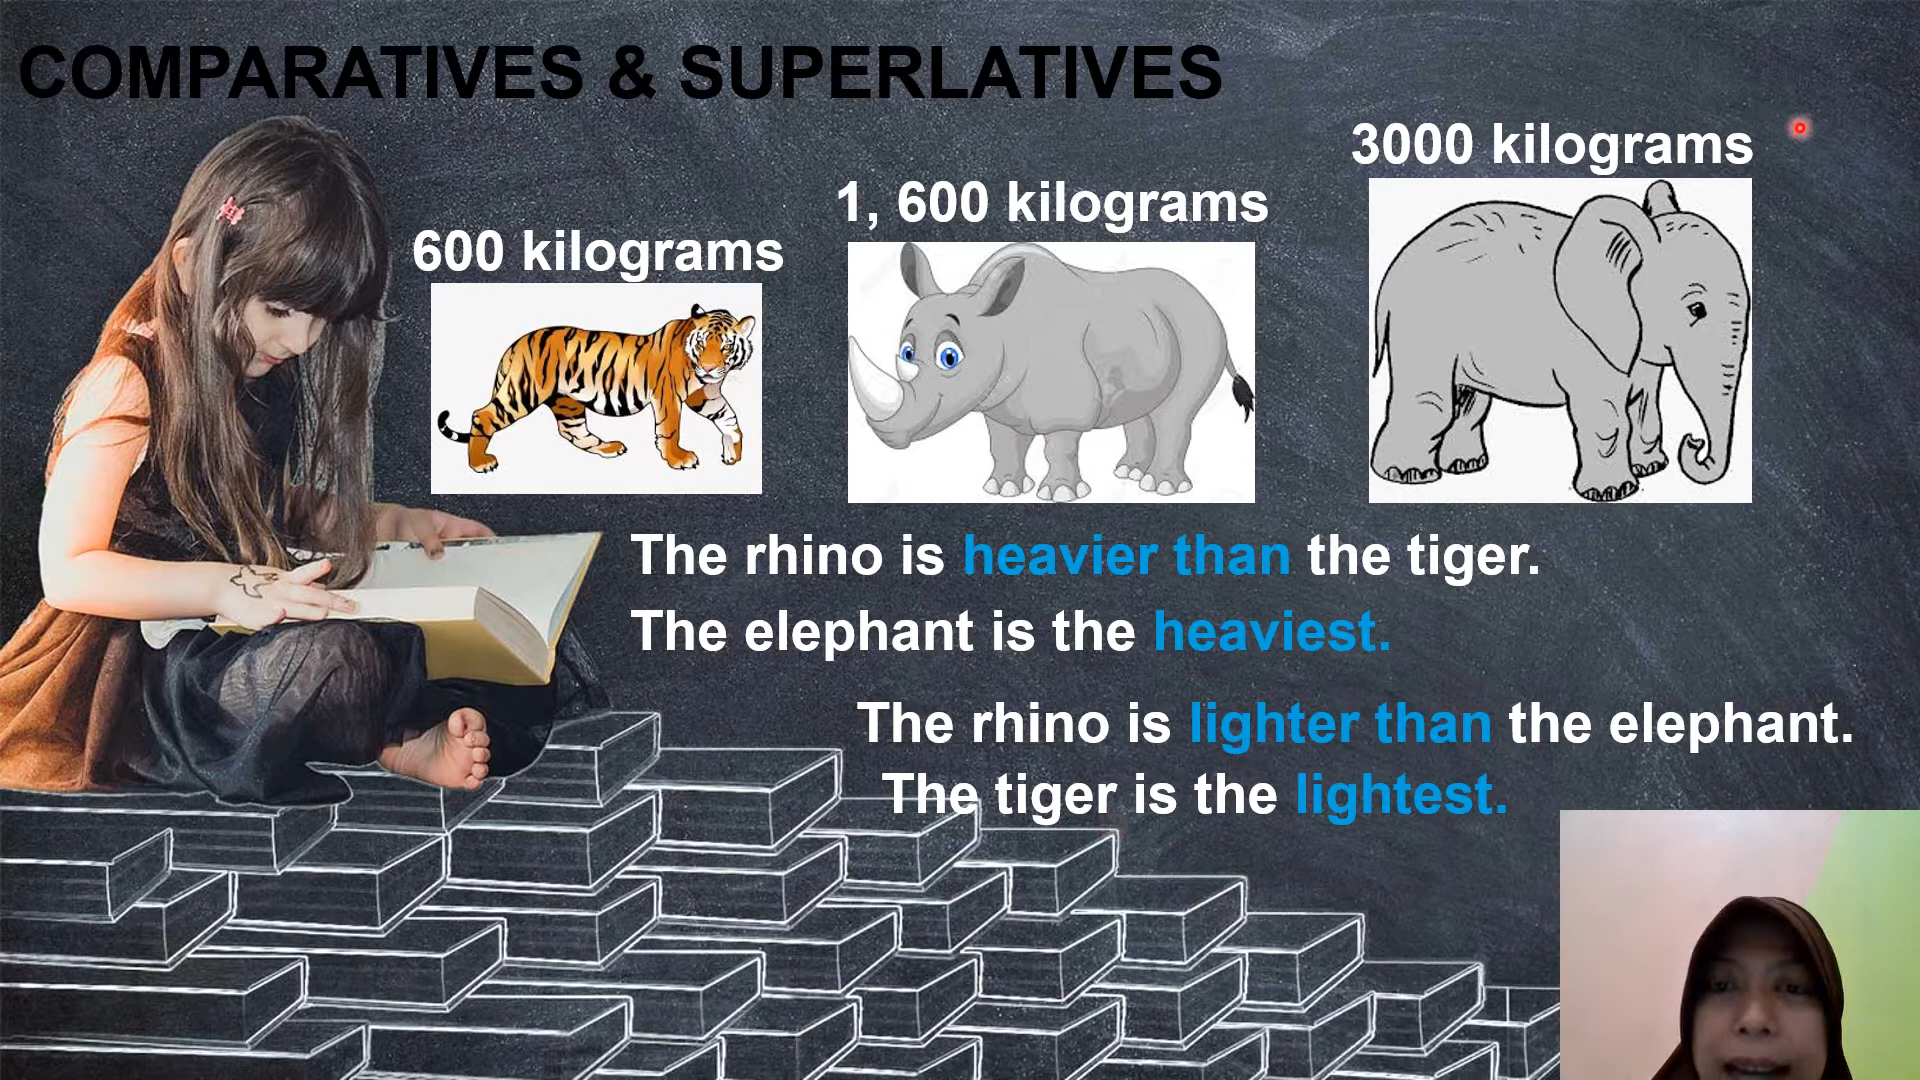 COMPARATIVES & SUPERLATIVES
3000 kilograms
1, 600 kilograms
600 kilograms
The rhino is heavier than the tiger.
The elephant is the heaviest.
The rhino is lighter than the elephant.
The tiger is the lightest.